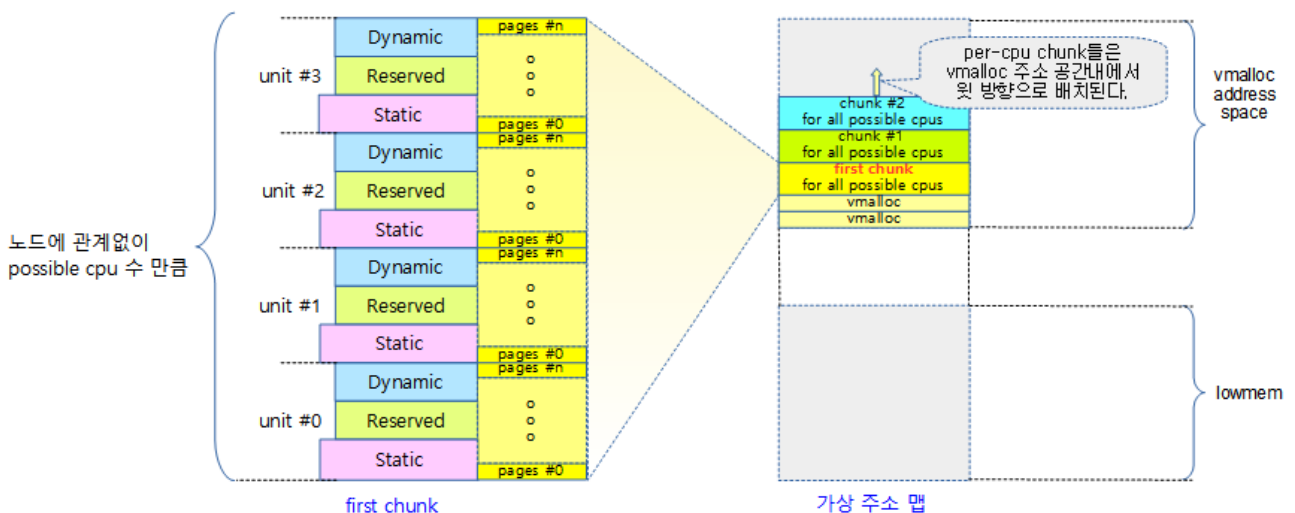 노드에 관계없이
possible cpu 수 만큼
unit #3
Dynamic
Reserved
Static
pages #n
pages #0
unit #2
Dynamic
Reserved
Static
pages #n
pages #0
unit #1
Dynamic
Reserved
Static
pages #n
pages #0
unit #0
Dynamic
Reserved
Static
pages #n
pages #0
first chunk
per-cpu chunk들은
vmalloc 주소 공간내에서
윗 방향으로 배치된다.
chunk #2
for all possible cpus
chunk #1
for all possible cpus
first chunk
for all possible cpus
vmalloc
vmalloc
vmalloc
address
space
lowmem
가상 주소 맵